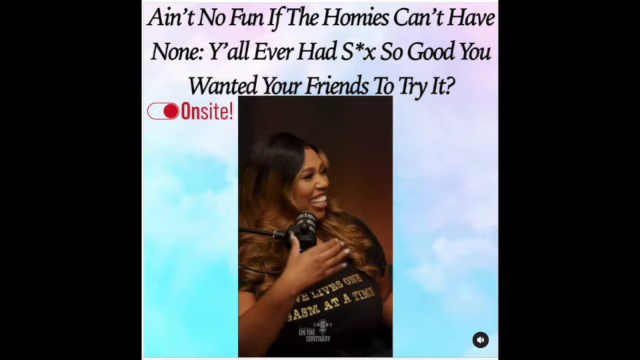 Ain't No Fun If The Homies Can't Have
None: Y'all Ever Had S*x So Good You
Wanted Your Friends To Try It?
Onsite!
LIVES ONE
GASM AT A TIME
ON THE
CONTRARY